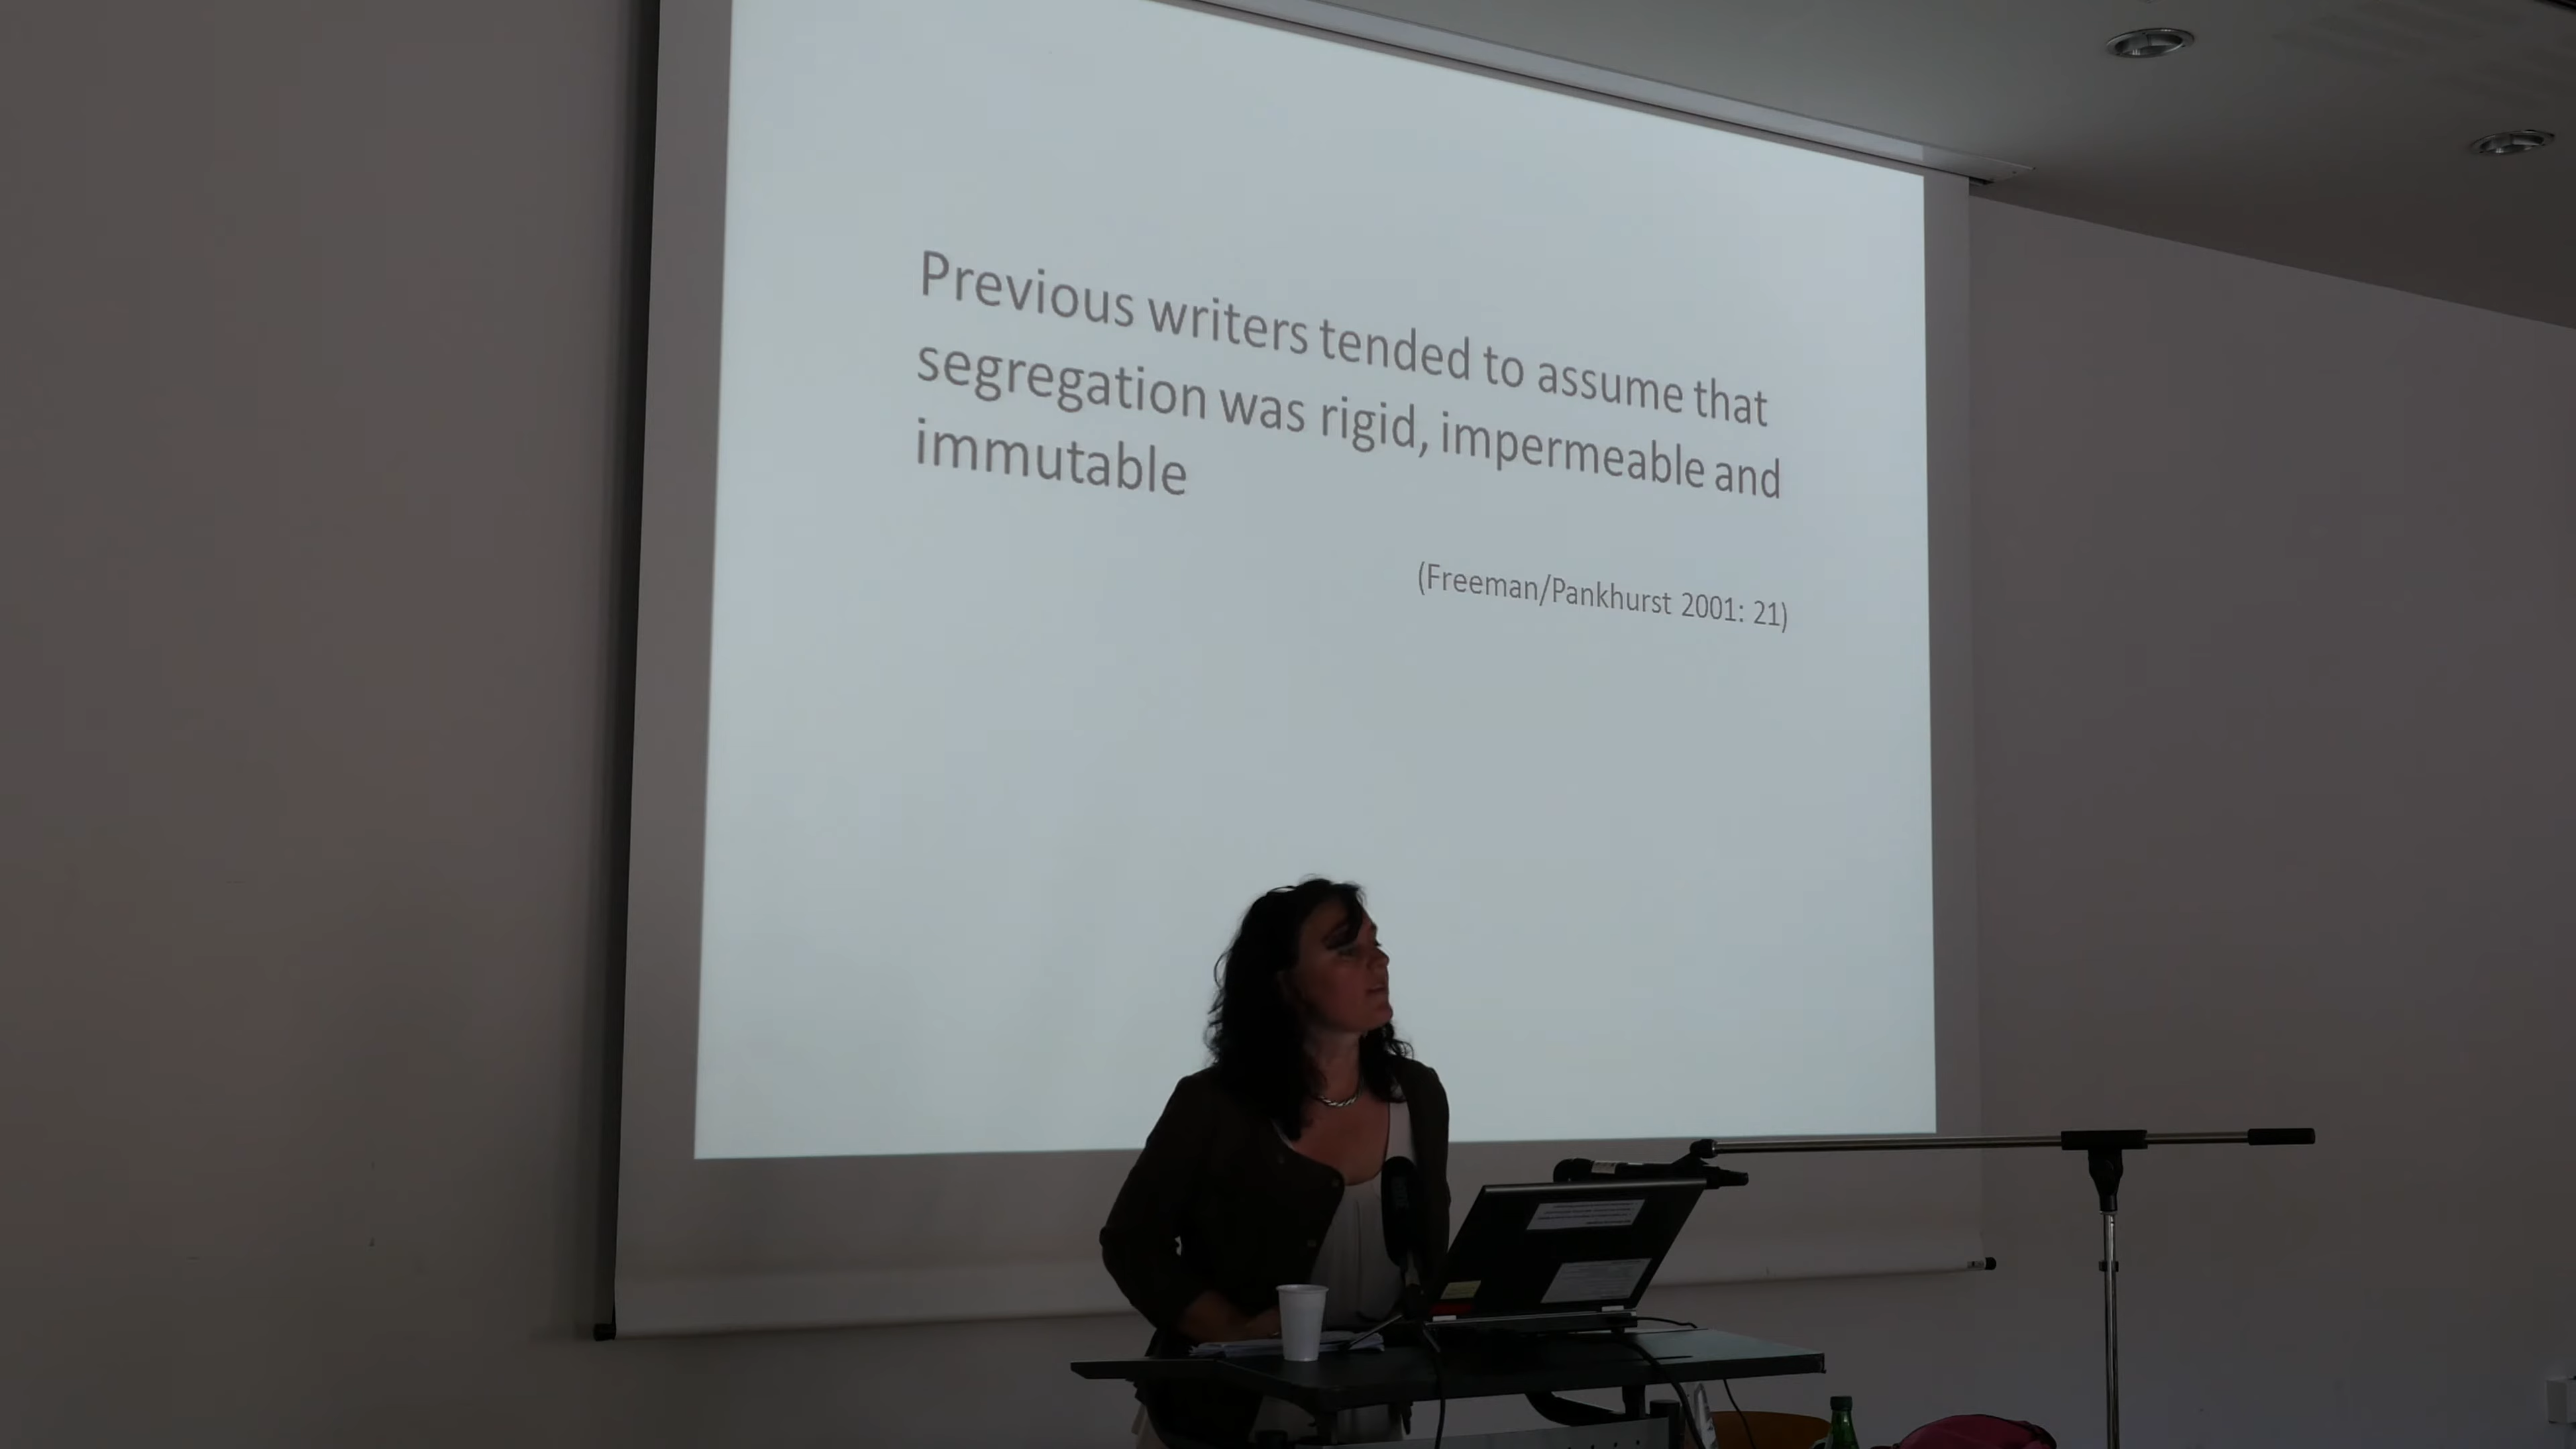 Previous writers tended to assume that
segregation was rigid, impermeable and
immutable
(Freeman/Pankhurst 2001: 21)